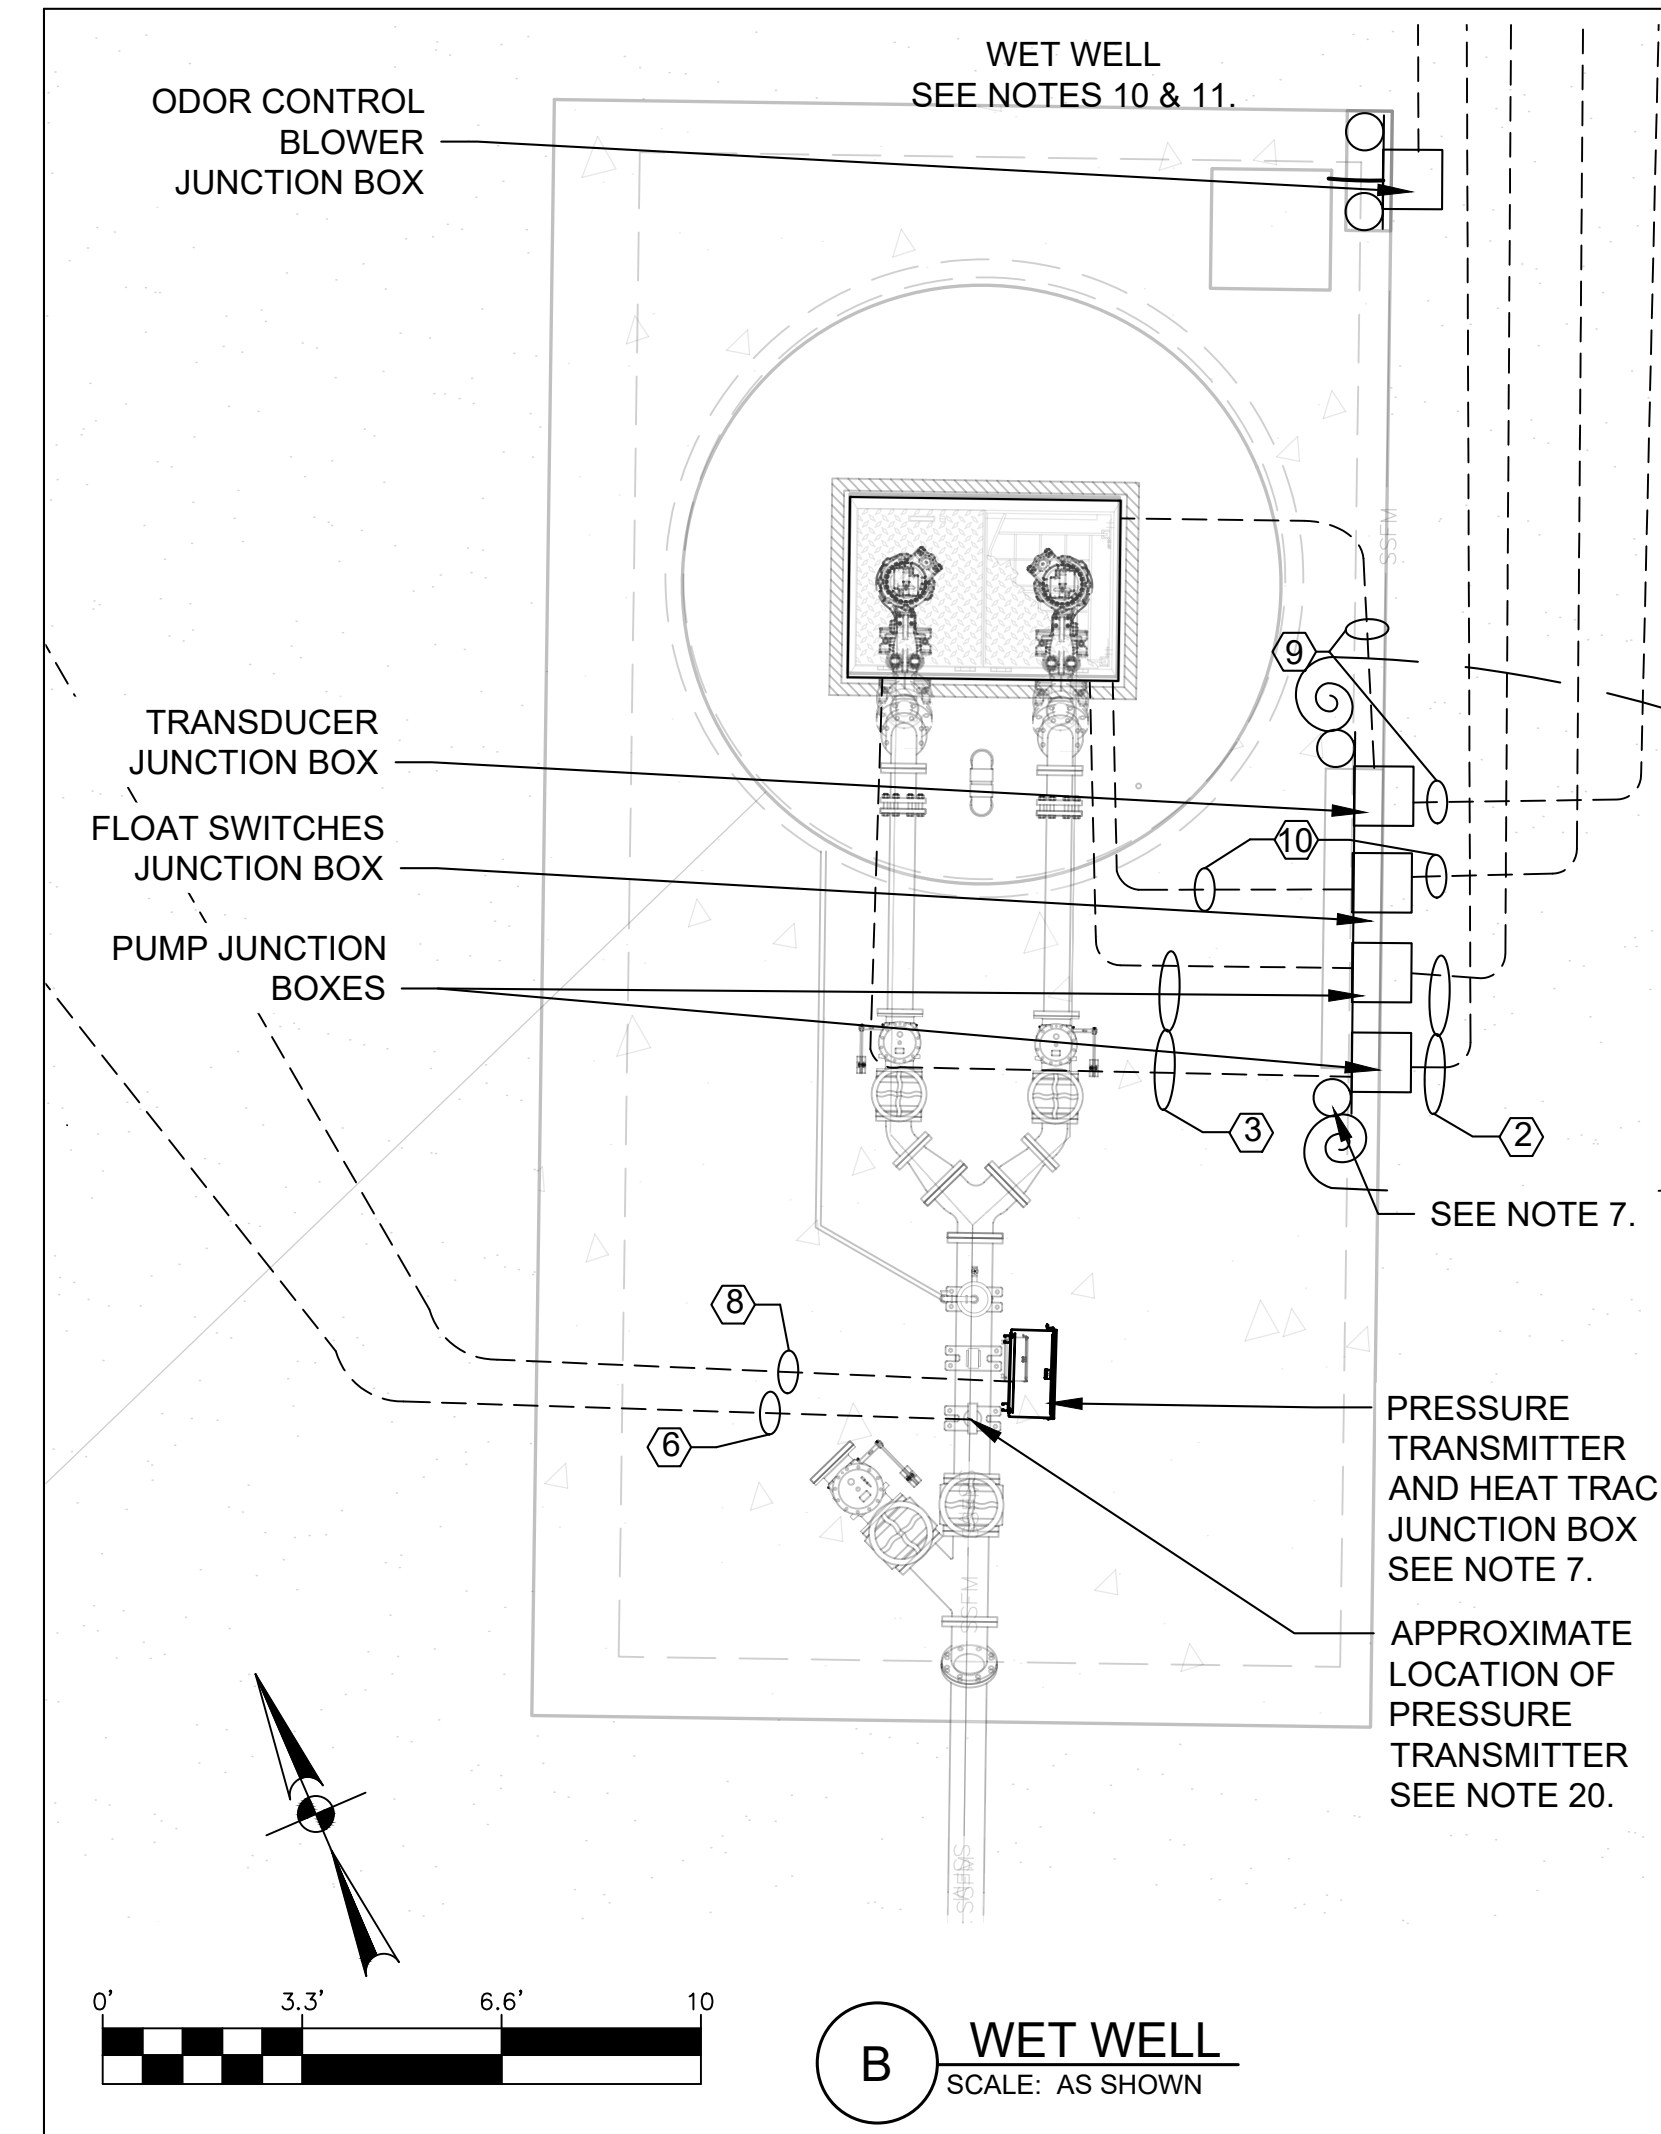 WET WELL
SEE NOTES 10 & 11.
ODOR CONTROL
BLOWER
JUNCTION BOX
SSFM
9
TRANSDUCER
JUNCTION BOX
FLOAT SWITCHES
JUNCTION BOX
10
PUMP JUNCTION
BOXES
3
2
SEE NOTE 7.
8
6
PRESSURE
TRANSMITTER
AND HEAT TRAC
JUNCTION BOX
SEE NOTE 7.
SSFM
APPROXIMATE
LOCATION OF
PRESSURE
TRANSMITTER
SEE NOTE 20.
SSFM
0' 3.3' 6.6' 10
B
WET WELL
SCALE: AS SHOWN